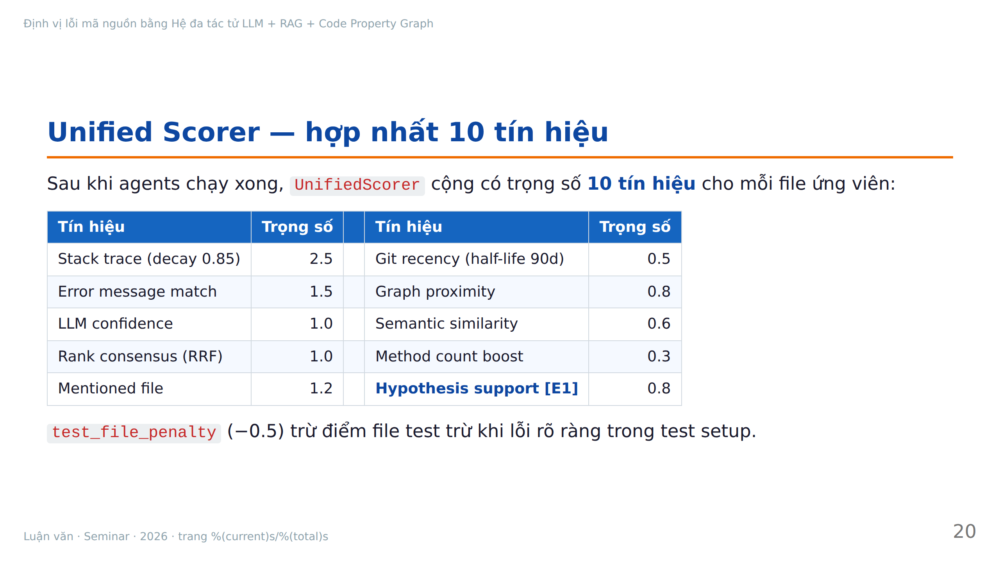 Định vị lỗi mã nguồn bằng Hệ đa tác tử LLM + RAG + Code Property Graph
Unified Scorer — hợp nhất 10 tín hiệu
Sau khi agents chạy xong, UnifiedScorer cộng có trọng số 10 tín hiệu cho mỗi file ứng viên:
Tín hiệu Trọng số Tín hiệu Trọng số
Stack trace (decay 0.85) 2.5 Git recency (half-life 90d) 0.5
Error message match 1.5 Graph proximity 0.8
LLM confidence 1.0 Semantic similarity 0.6
Rank consensus (RRF) 1.0 Method count boost 0.3
Mentioned file 1.2 Hypothesis support [E1] 0.8
test_file_penalty (−0.5) trừ điểm file test trừ khi lỗi rõ ràng trong test setup.
Luận văn · Seminar · 2026 · trang %(current)s/%(total)s
20